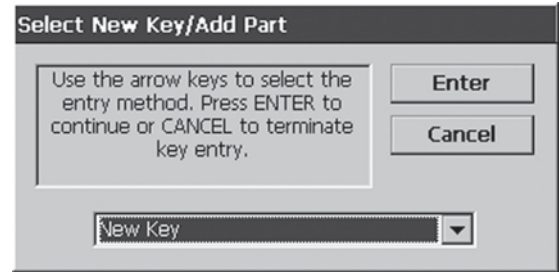 Select New Key/Add Part
Use the arrow keys to select the
entry method. Press ENTER to
continue or CANCEL to terminate
key entry.
Enter
Cancel
New Key